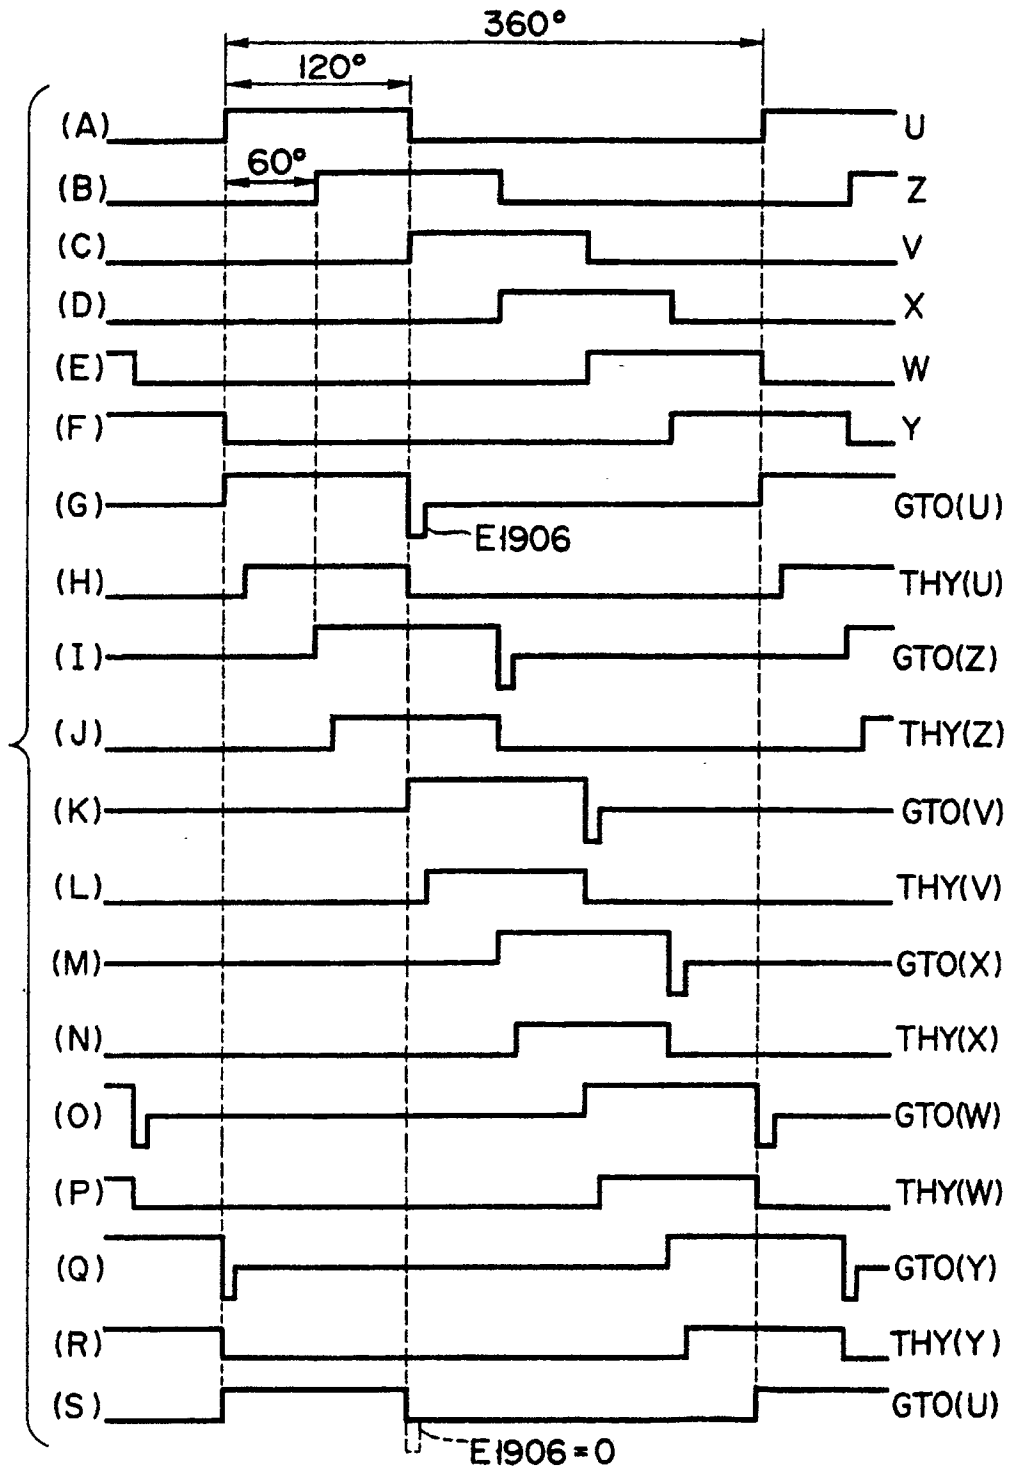 360°
120°
(A) U
60°
(B) Z
(C) V
(D) X
(E) W
(F) Y
(G) GTO(U)
E1906
(H) THY(U)
(I) GTO(Z)
(J) THY(Z)
(K) GTO(V)
(L) THY(V)
(M) GTO(X)
(N) THY(X)
(O) GTO(W)
(P) THY(W)
(Q) GTO(Y)
(R) THY(Y)
(S) GTO(U)
E1906=0